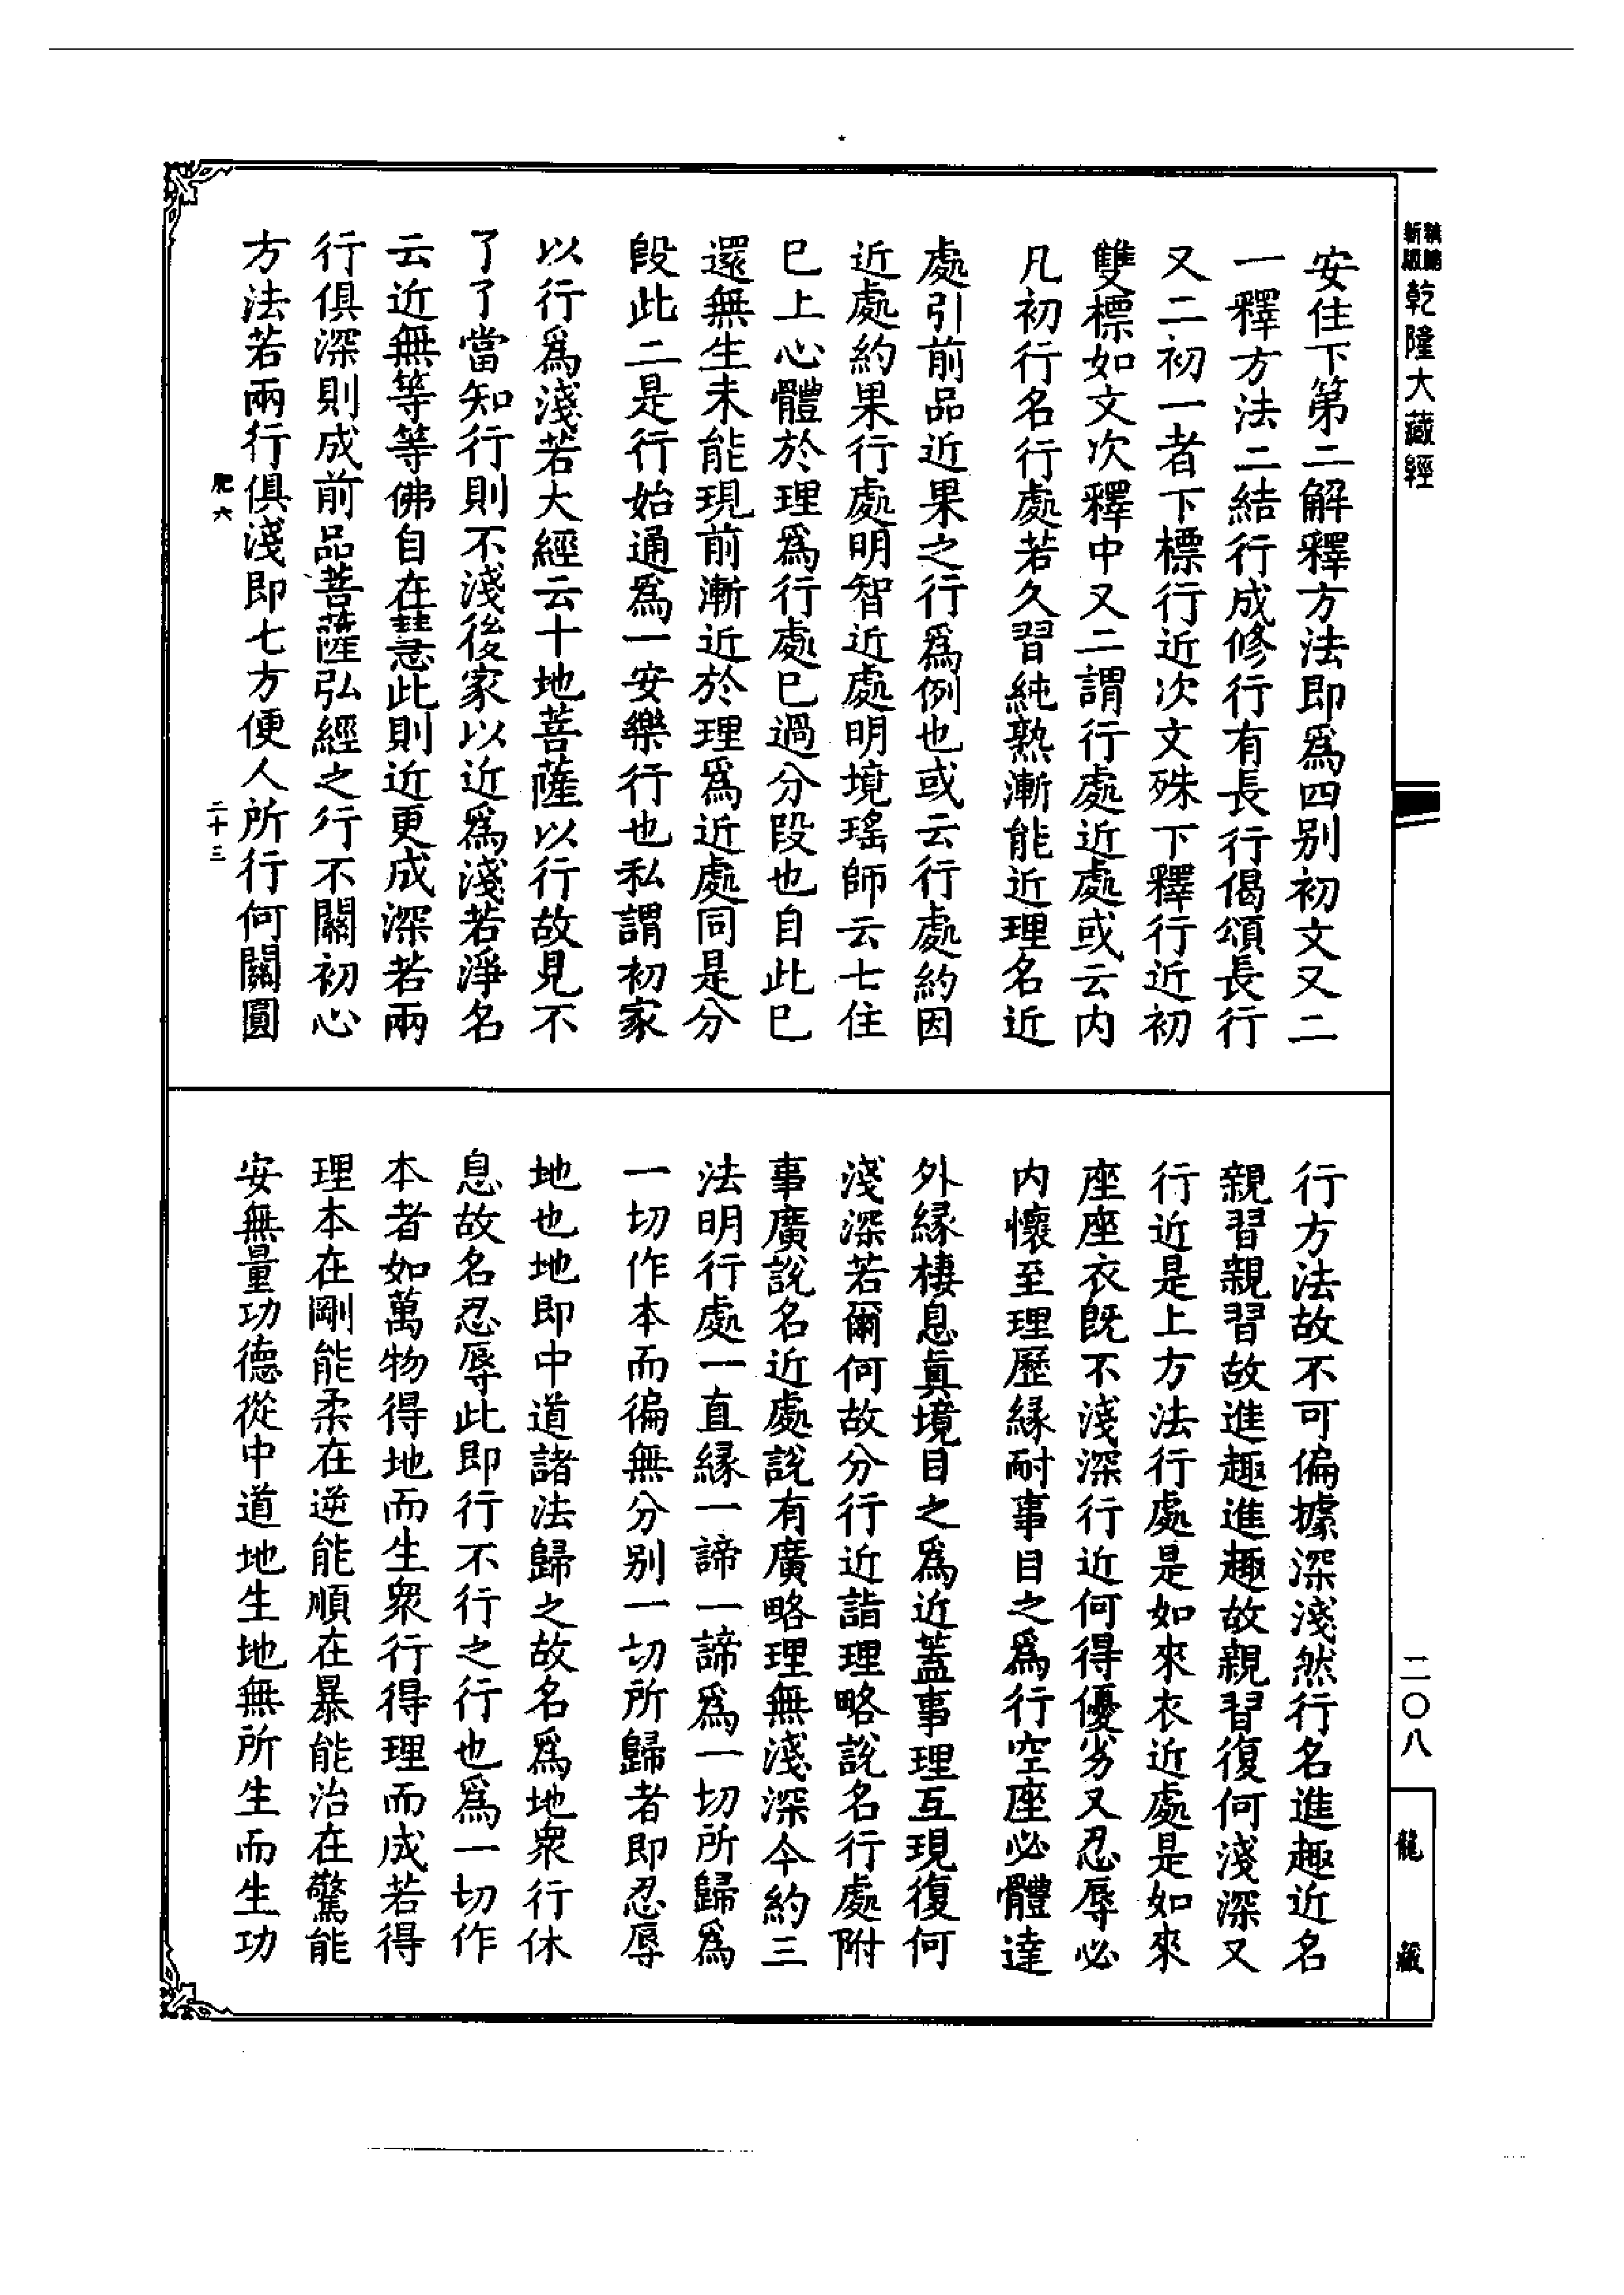 新版
乾隆大藏經
安住下第二解釋方法即爲四别初文又二
一釋方法二結行成修行有長行偈頌長行
又二初一者下標行近次文殊下釋行近初
雙標如文次釋中又二謂行處近處或云内
凡初行名行處若久習純熟漸能近理名近
處引前品近果之行爲例也或云行處約因
近處約果行處明智近處明境瑤師云七住
已上心體於理爲行處已過分段也自此已
還無生未能現前漸近於理爲近處同是分
段此二是行始通爲一安樂行也私謂初家
以行爲淺若大經云十地菩薩以行故見不
了了當知行則不淺後家以近爲淺若淨名
云近無等等佛自在慧此則近更成深若兩
行俱深則成前品菩薩弘經之行不關初心
方法若兩行俱淺即七方便人所行何關圓
肥六
二十三
行方法故不可偏據深淺然行名進趣近名
親習親習故進趣進趣故親習復何淺深又
行近是上方法行處是如來衣近處是如來
座座衣既不淺深行近何得優劣又忍辱必
内懷至理歷緣耐事目之爲行空座必體達
外緣棲息真境目之爲近蓋事理互現復何
淺深若爾何故分行近詣理略說名行處附
事廣說名近處說有廣略理無淺深今約三
法明行處一直緣一諦一諦爲一切所歸爲
一切作本而徧無分别一切所歸者即忍辱
地也地即中道諸法歸之故名爲地衆行休
息故名忍辱此即行不行之行也爲一切作
本者如萬物得地而生衆行得理而成若得
理本在剛能柔在逆能順在暴能治在驚能
安無量功德從中道地生地無所生而生功
二〇八
龍藏